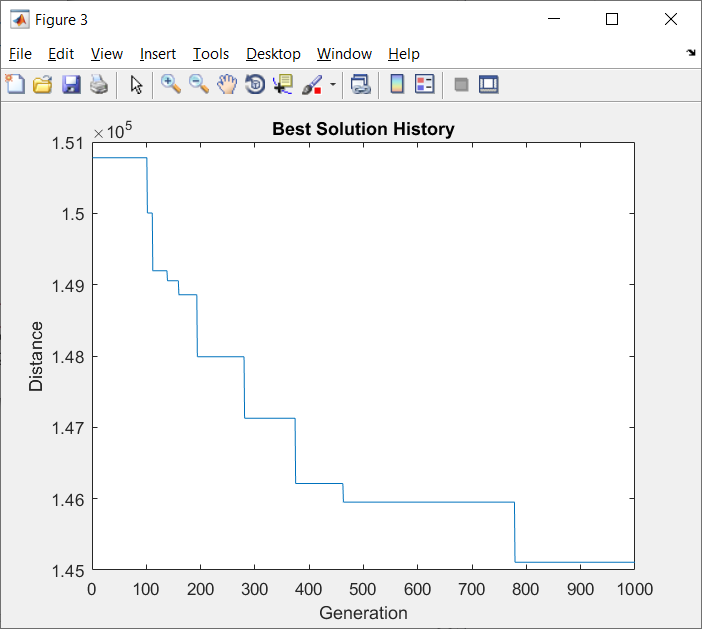 Figure 3
File Edit View Insert Tools Desktop Window Help
Best Solution History
×10⁵
1.51
1.5
1.49
1.48
1.47
1.46
1.45
Distance
0 100 200 300 400 500 600 700 800 900 1000
Generation